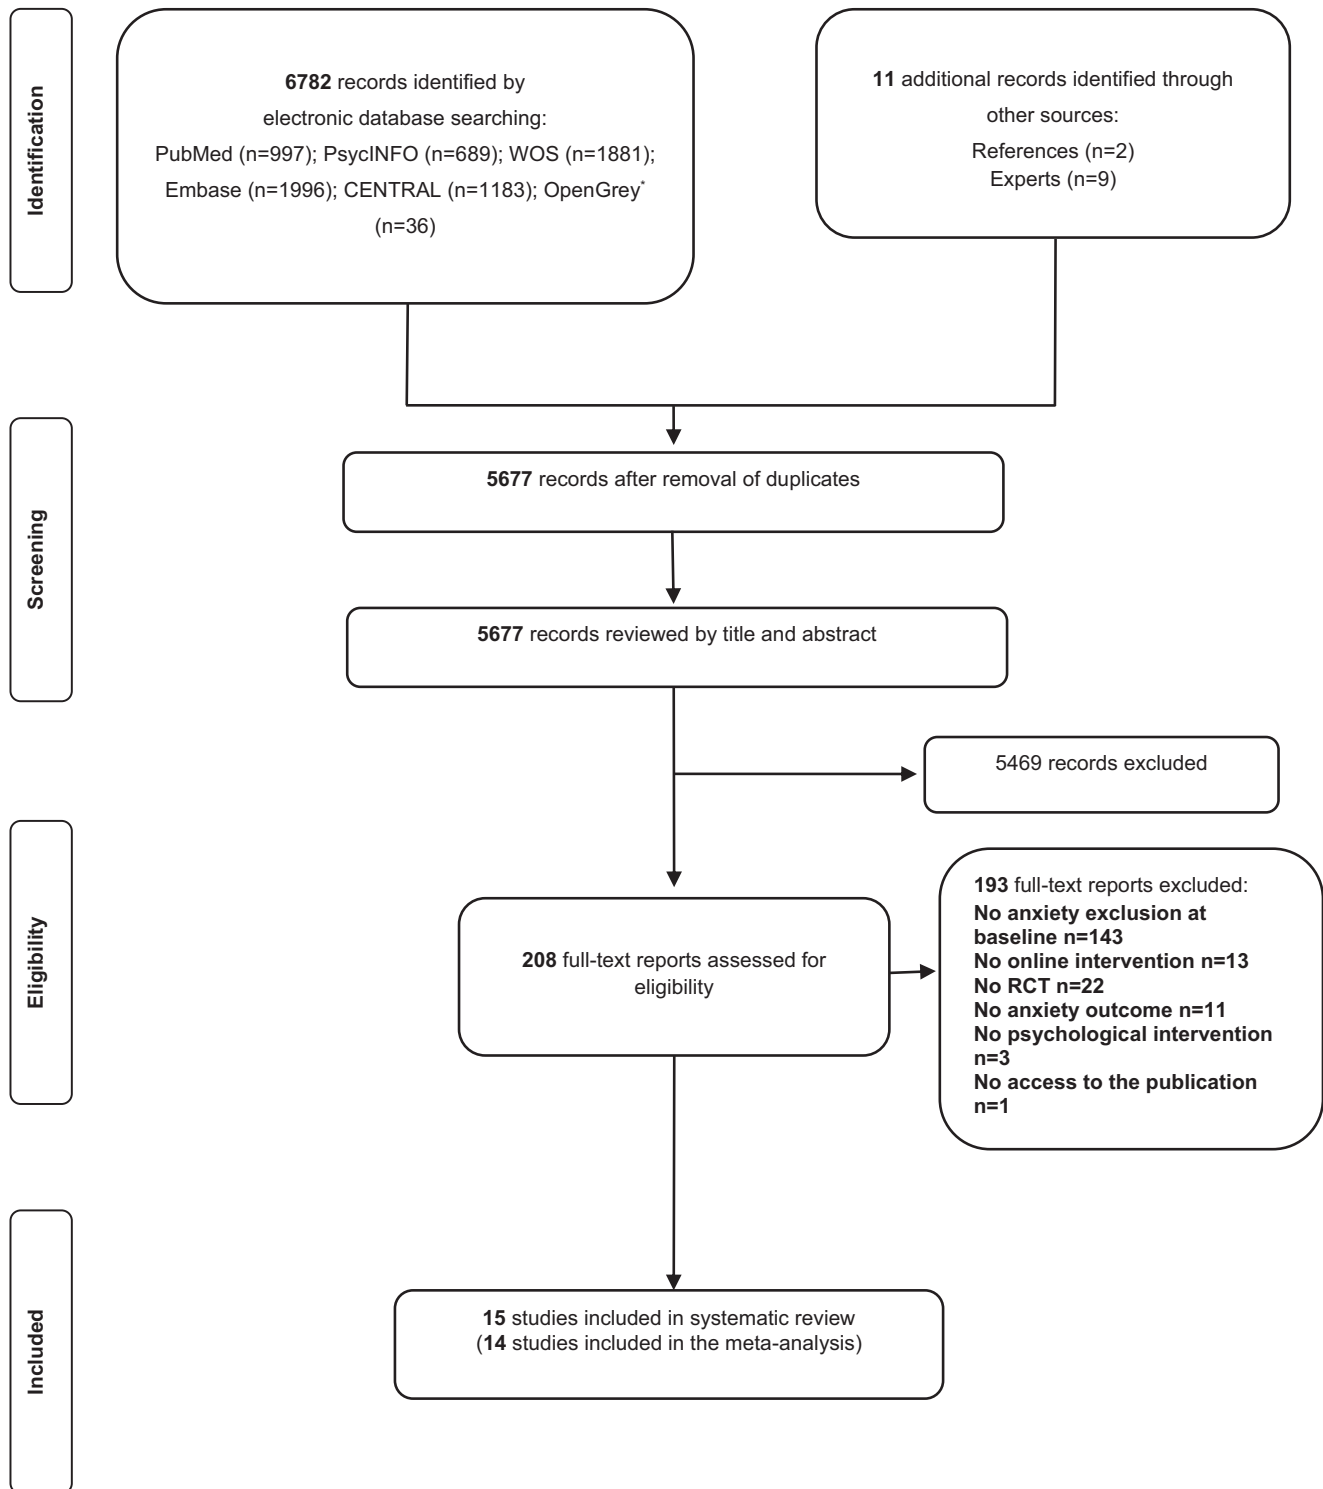 Identification
6782 records identified by
electronic database searching:
PubMed (n=997); PsycINFO (n=689); WOS (n=1881);
Embase (n=1996); CENTRAL (n=1183); OpenGrey*
(n=36)
11 additional records identified through
other sources:
References (n=2)
Experts (n=9)
Screening
5677 records after removal of duplicates
5677 records reviewed by title and abstract
5469 records excluded
Eligibility
208 full-text reports assessed for
eligibility
193 full-text reports excluded:
No anxiety exclusion at
baseline n=143
No online intervention n=13
No RCT n=22
No anxiety outcome n=11
No psychological intervention
n=3
No access to the publication
n=1
Included
15 studies included in systematic review
(14 studies included in the meta-analysis)